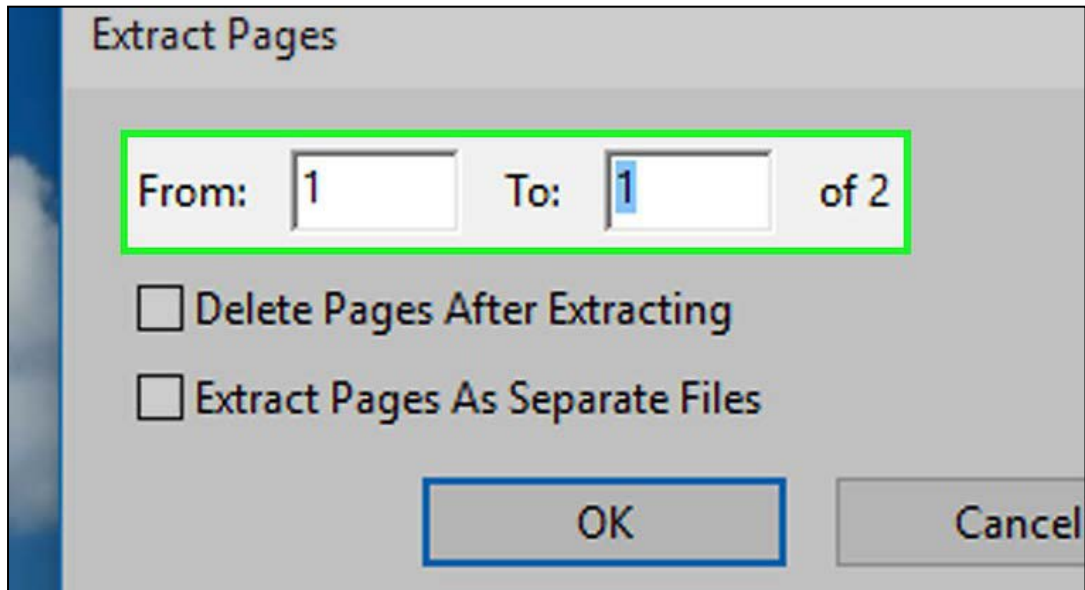 Extract Pages
From: 1 To: 1 of 2
Delete Pages After Extracting
Extract Pages As Separate Files
OK Cancel